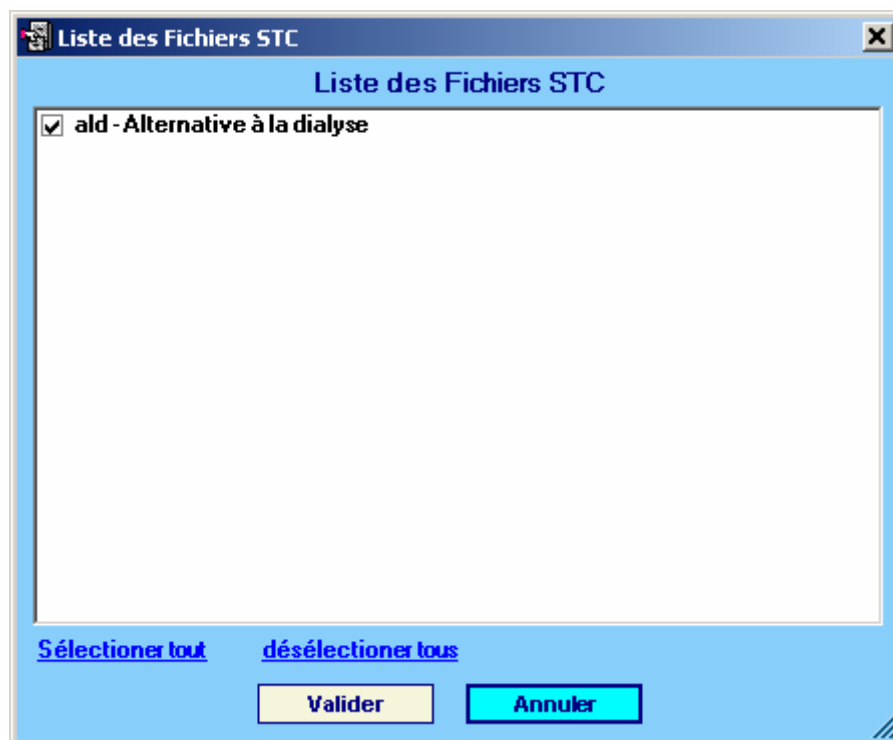 Liste des Fichiers STC
Liste des Fichiers STC
ald - Alternative à la dialyse
Sélectioner tout désélectioner tous
Valider Annuler